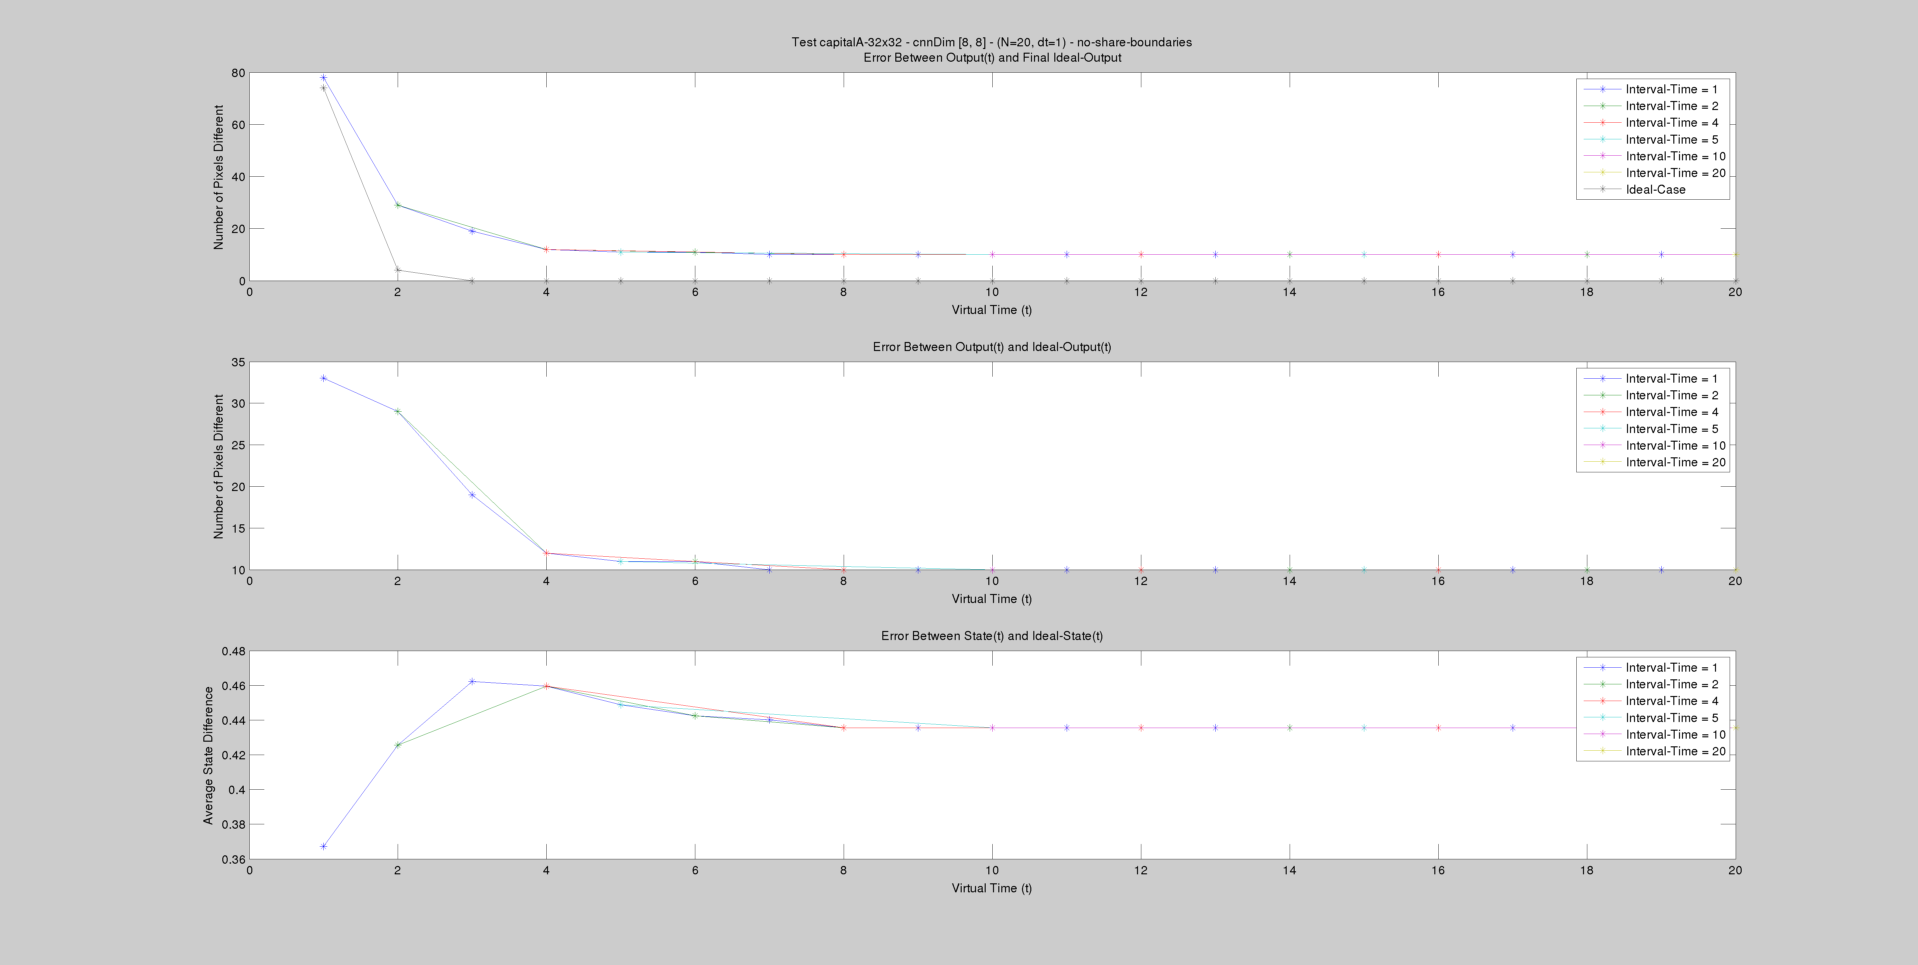 Test capitalA-32x32 - cnnDim [8, 8] - (N=20, dt=1) - no-share-boundaries
Error Between Output(t) and Final Ideal-Output
Number of Pixels Different
80
60
40
20
0
0 2 4 6 8 10 12 14 16 18 20
Virtual Time (t)
Interval-Time = 1
Interval-Time = 2
Interval-Time = 4
Interval-Time = 5
Interval-Time = 10
Interval-Time = 20
Ideal-Case
Error Between Output(t) and Ideal-Output(t)
Number of Pixels Different
35
30
25
20
15
10
0 2 4 6 8 10 12 14 16 18 20
Virtual Time (t)
Interval-Time = 1
Interval-Time = 2
Interval-Time = 4
Interval-Time = 5
Interval-Time = 10
Interval-Time = 20
Error Between State(t) and Ideal-State(t)
Average State Difference
0.48
0.46
0.44
0.42
0.4
0.38
0.36
0 2 4 6 8 10 12 14 16 18 20
Virtual Time (t)
Interval-Time = 1
Interval-Time = 2
Interval-Time = 4
Interval-Time = 5
Interval-Time = 10
Interval-Time = 20